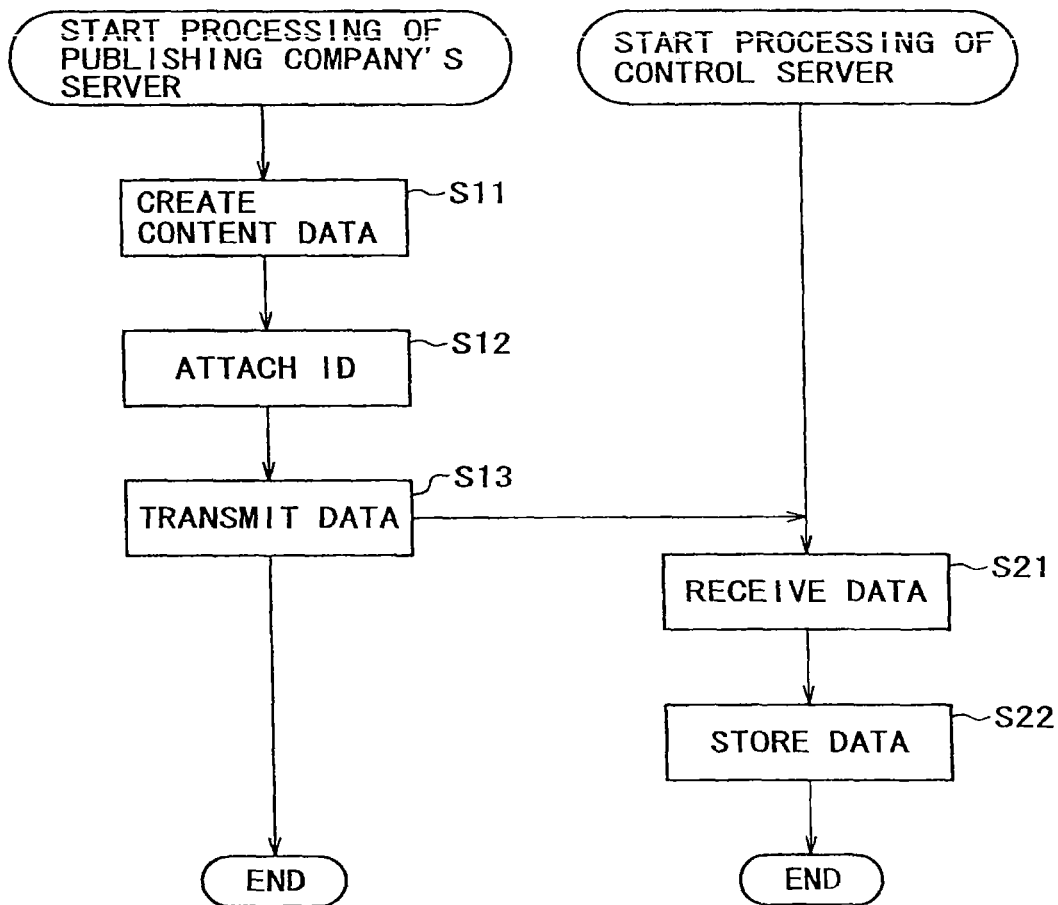 START PROCESSING OF
PUBLISHING COMPANY'S
SERVER
CREATE
CONTENT DATA
S11
ATTACH ID
S12
TRANSMIT DATA
S13
END
START PROCESSING OF
CONTROL SERVER
RECEIVE DATA
S21
STORE DATA
S22
END